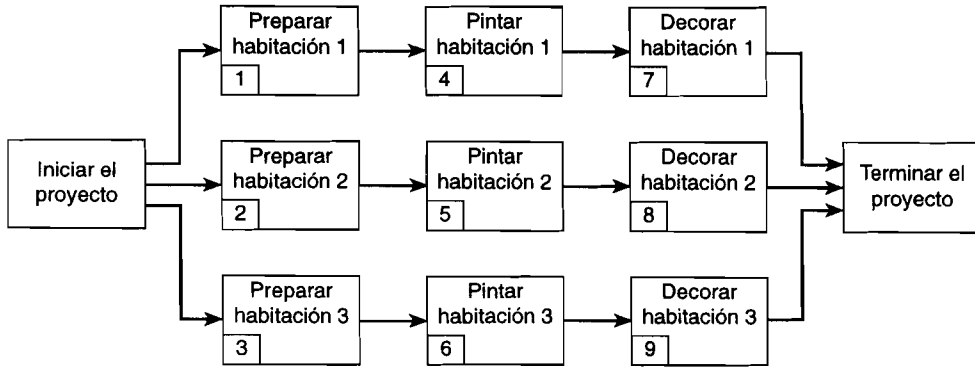 Preparar
habitación 1
1
Pintar
habitación 1
4
Decorar
habitación 1
7
Iniciar el
proyecto
Preparar
habitación 2
2
Pintar
habitación 2
5
Decorar
habitación 2
8
Terminar el
proyecto
Preparar
habitación 3
3
Pintar
habitación 3
6
Decorar
habitación 3
9